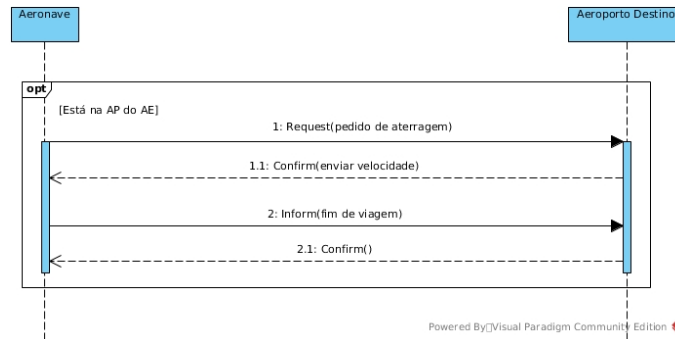 Aeronave
Aeroporto Destino
opt
[Está na AP do AE]
1: Request(pedido de aterragem)
1.1: Confirm(enviar velocidade)
2: Inform(fim de viagem)
2.1: Confirm()
Powered By Visual Paradigm Community Edition